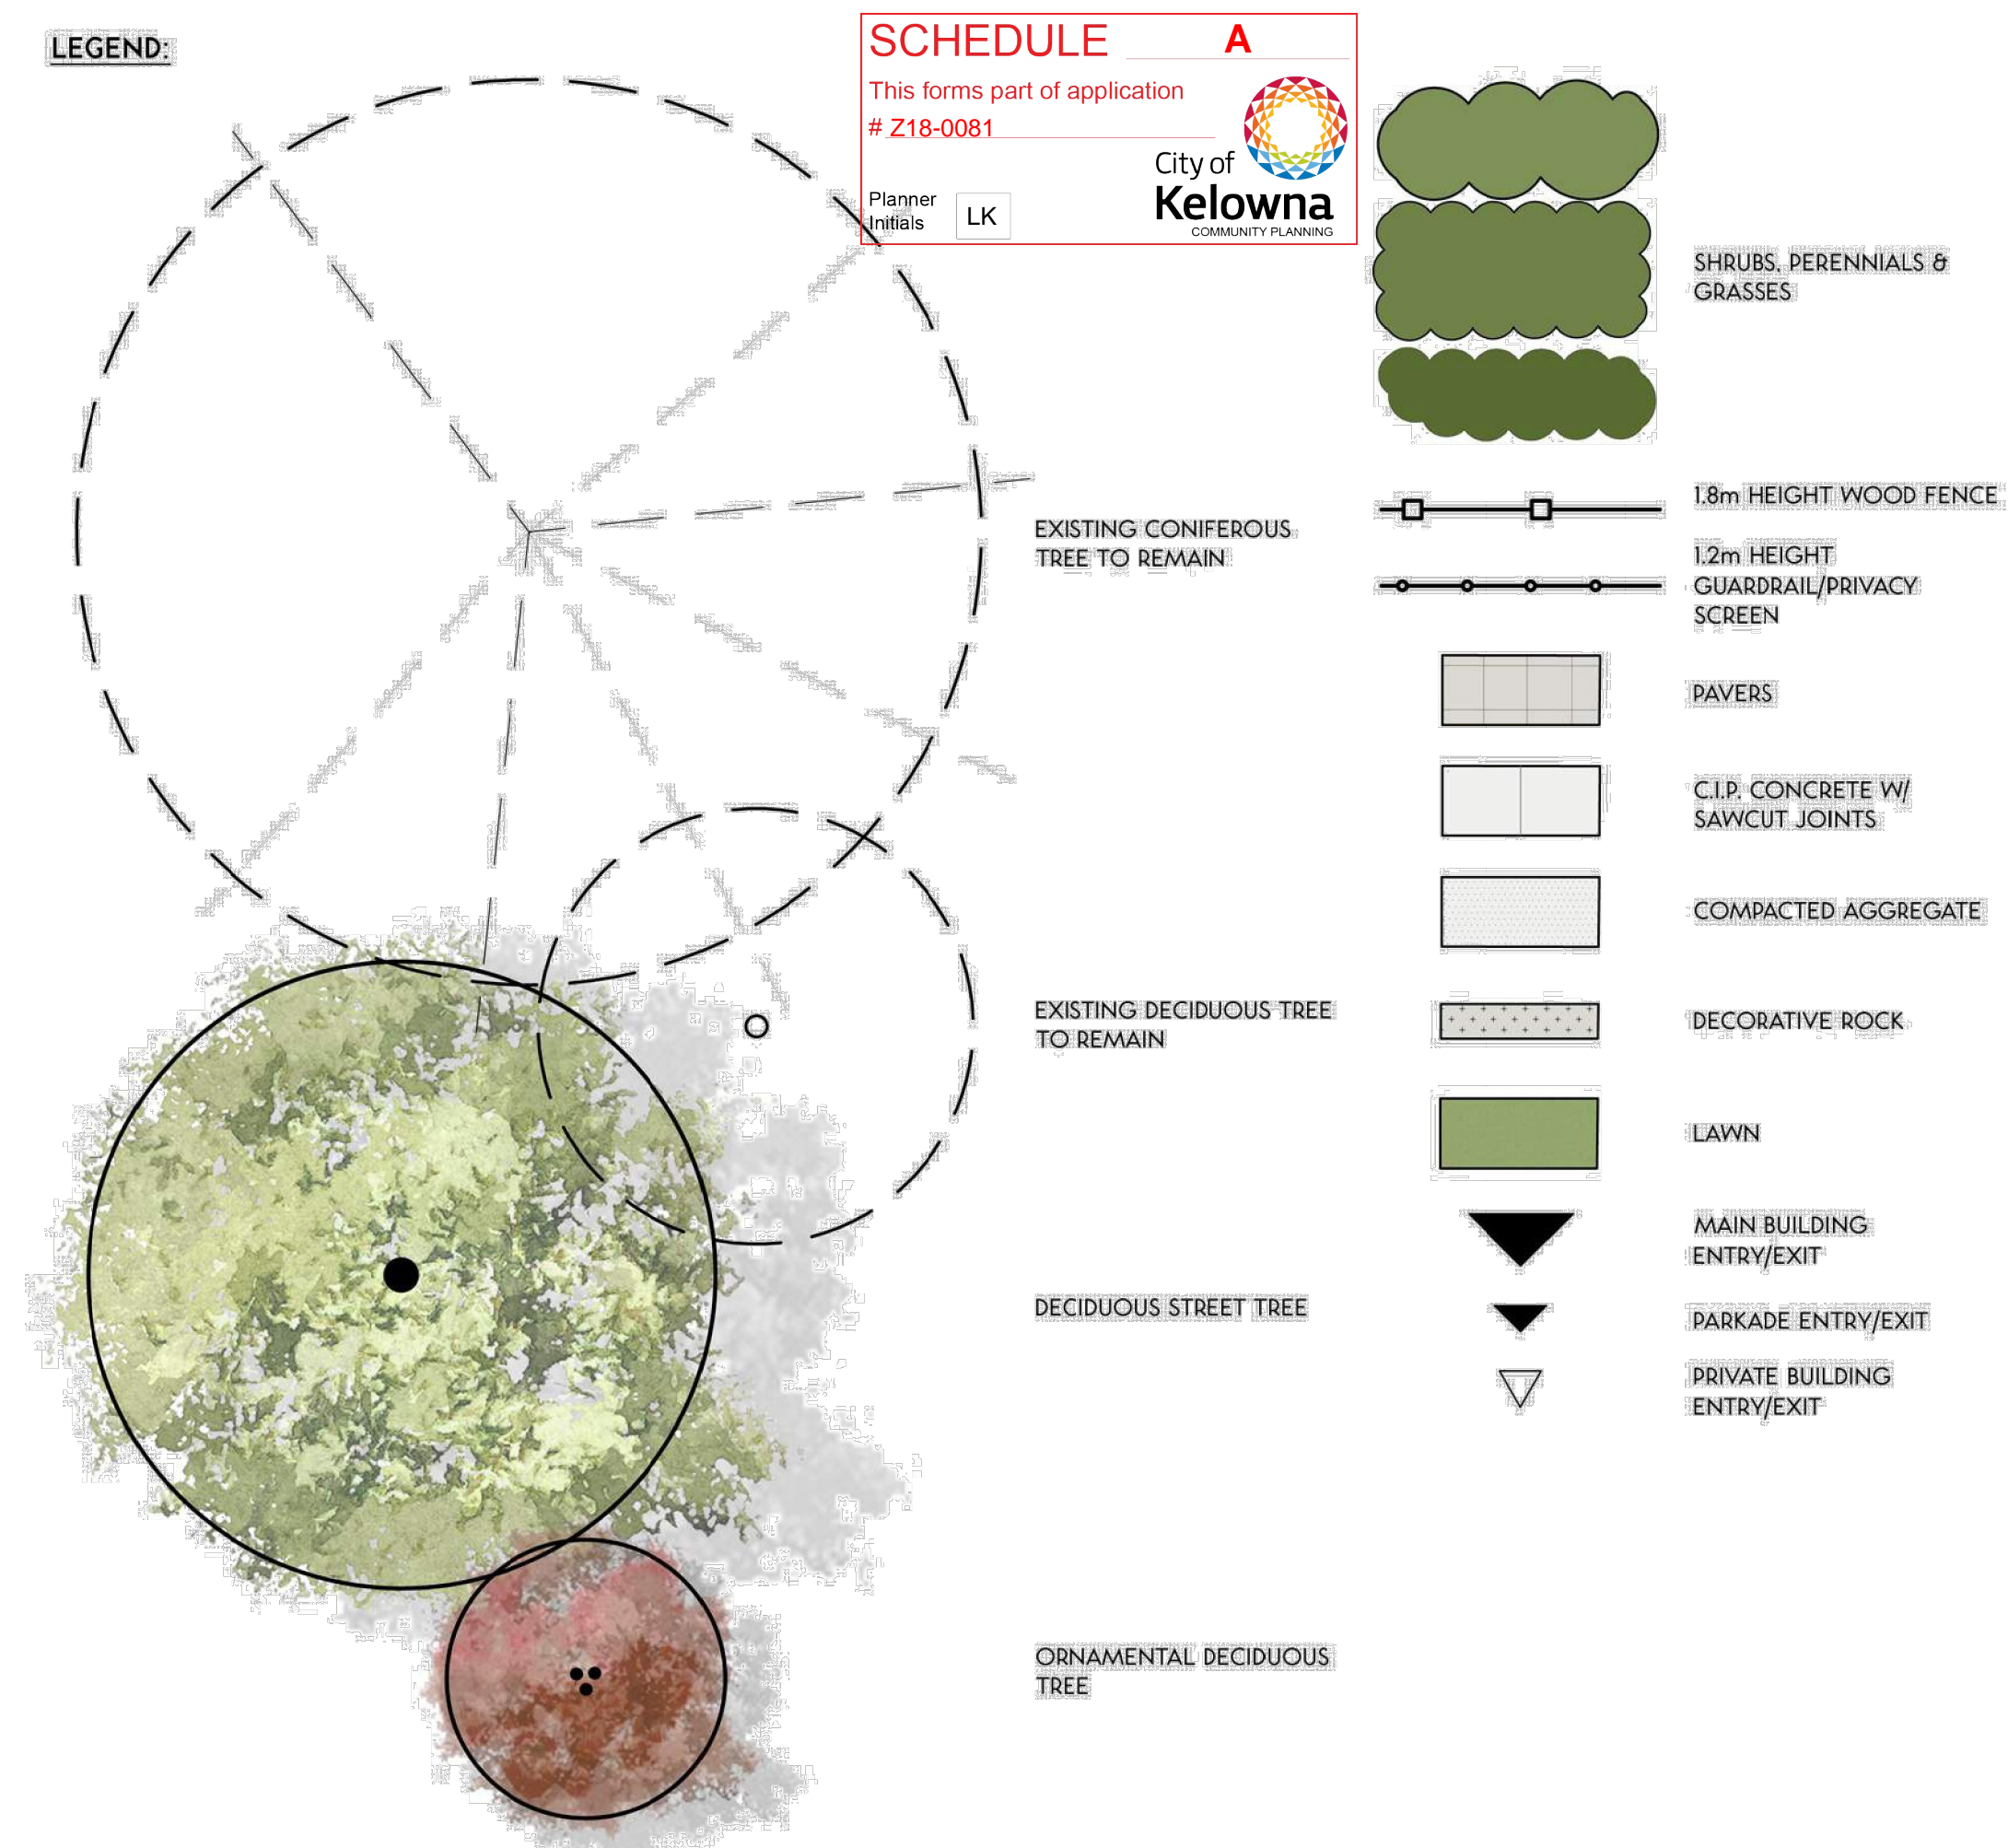 LEGEND:
SCHEDULE A
This forms part of application
# Z18-0081
City of
Kelowna
COMMUNITY PLANNING
Planner
Initials
LK
EXISTING CONIFEROUS
TREE TO REMAIN
EXISTING DECIDUOUS TREE
TO REMAIN
DECIDUOUS STREET TREE
ORNAMENTAL DECIDUOUS
TREE
SHRUBS, PERENNIALS &
GRASSES
1.8m HEIGHT WOOD FENCE
1.2m HEIGHT
GUARDRAIL/PRIVACY
SCREEN
PAVERS
C.I.P. CONCRETE W/
SAWCUT JOINTS
COMPACTED AGGREGATE
DECORATIVE ROCK
LAWN
MAIN BUILDING
ENTRY/EXIT
PARKADE ENTRY/EXIT
PRIVATE BUILDING
ENTRY/EXIT